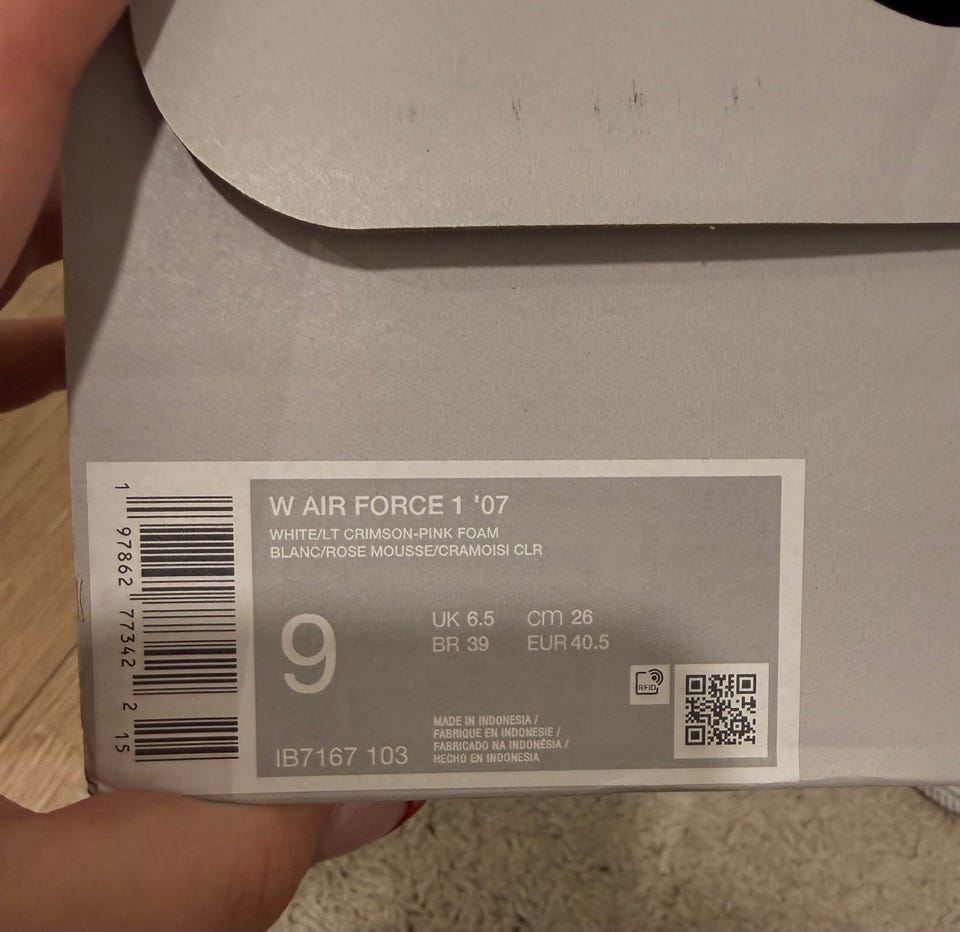 W AIR FORCE 1 '07
WHITE/LT CRIMSON-PINK FOAM
BLANC/ROSE MOUSSE/CRAMOISI CLR
9
UK 6.5 cm 26
BR 39 EUR 40.5
RFID
MADE IN INDONESIA /
FABRIQUE EN INDONESIE /
FABRICADO NA INDONÉSIA /
HECHO EN INDONESIA
IB7167 103
1 97862 77342 2 15